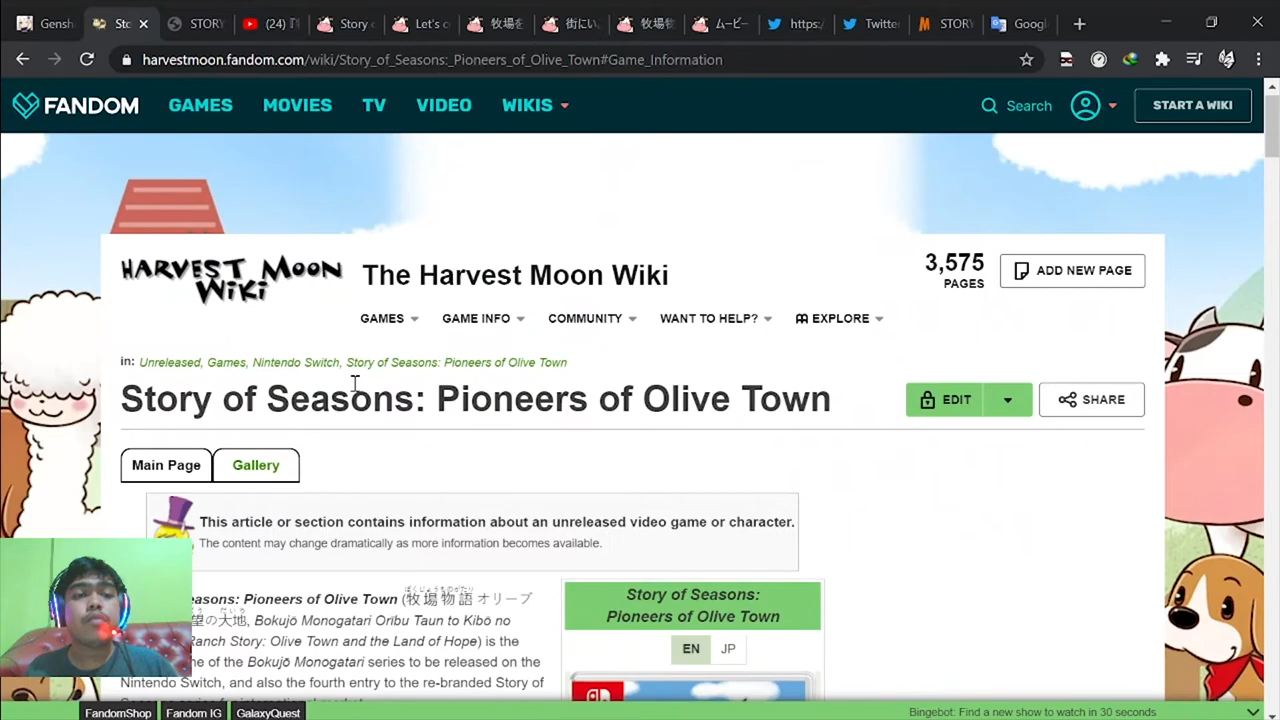 Gensh
Sto
STORY
(24)
Story o
Let's o
牧場を
街にい
牧場物
ムービー
https:/
Twitte
STORY
Googl
harvestmoon.fandom.com/wiki/Story_of_Seasons:_Pioneers_of_Olive_Town#Game_Information
FANDOM GAMES MOVIES TV VIDEO WIKIS Search START A WIKI
HARVEST MOON
WiKi
The Harvest Moon Wiki
3,575
PAGES
ADD NEW PAGE
GAMES GAME INFO COMMUNITY WANT TO HELP? EXPLORE
in: Unreleased, Games, Nintendo Switch, Story of Seasons: Pioneers of Olive Town
Story of Seasons: Pioneers of Olive Town
EDIT SHARE
Main Page Gallery
This article or section contains information about an unreleased video game or character.
The content may change dramatically as more information becomes available.
easons: Pioneers of Olive Town (牧場物語 オリーブ
望の大地, Bokujō Monogatari Orību Taun to Kibō no
Ranch Story: Olive Town and the Land of Hope) is the
ne of the Bokujō Monogatari series to be released on the
Nintendo Switch, and also the fourth entry to the re-branded Story of
Story of Seasons:
Pioneers of Olive Town
EN JP
FandomShop Fandom IG GalaxyQuest
Bingebot: Find a new show to watch in 30 seconds